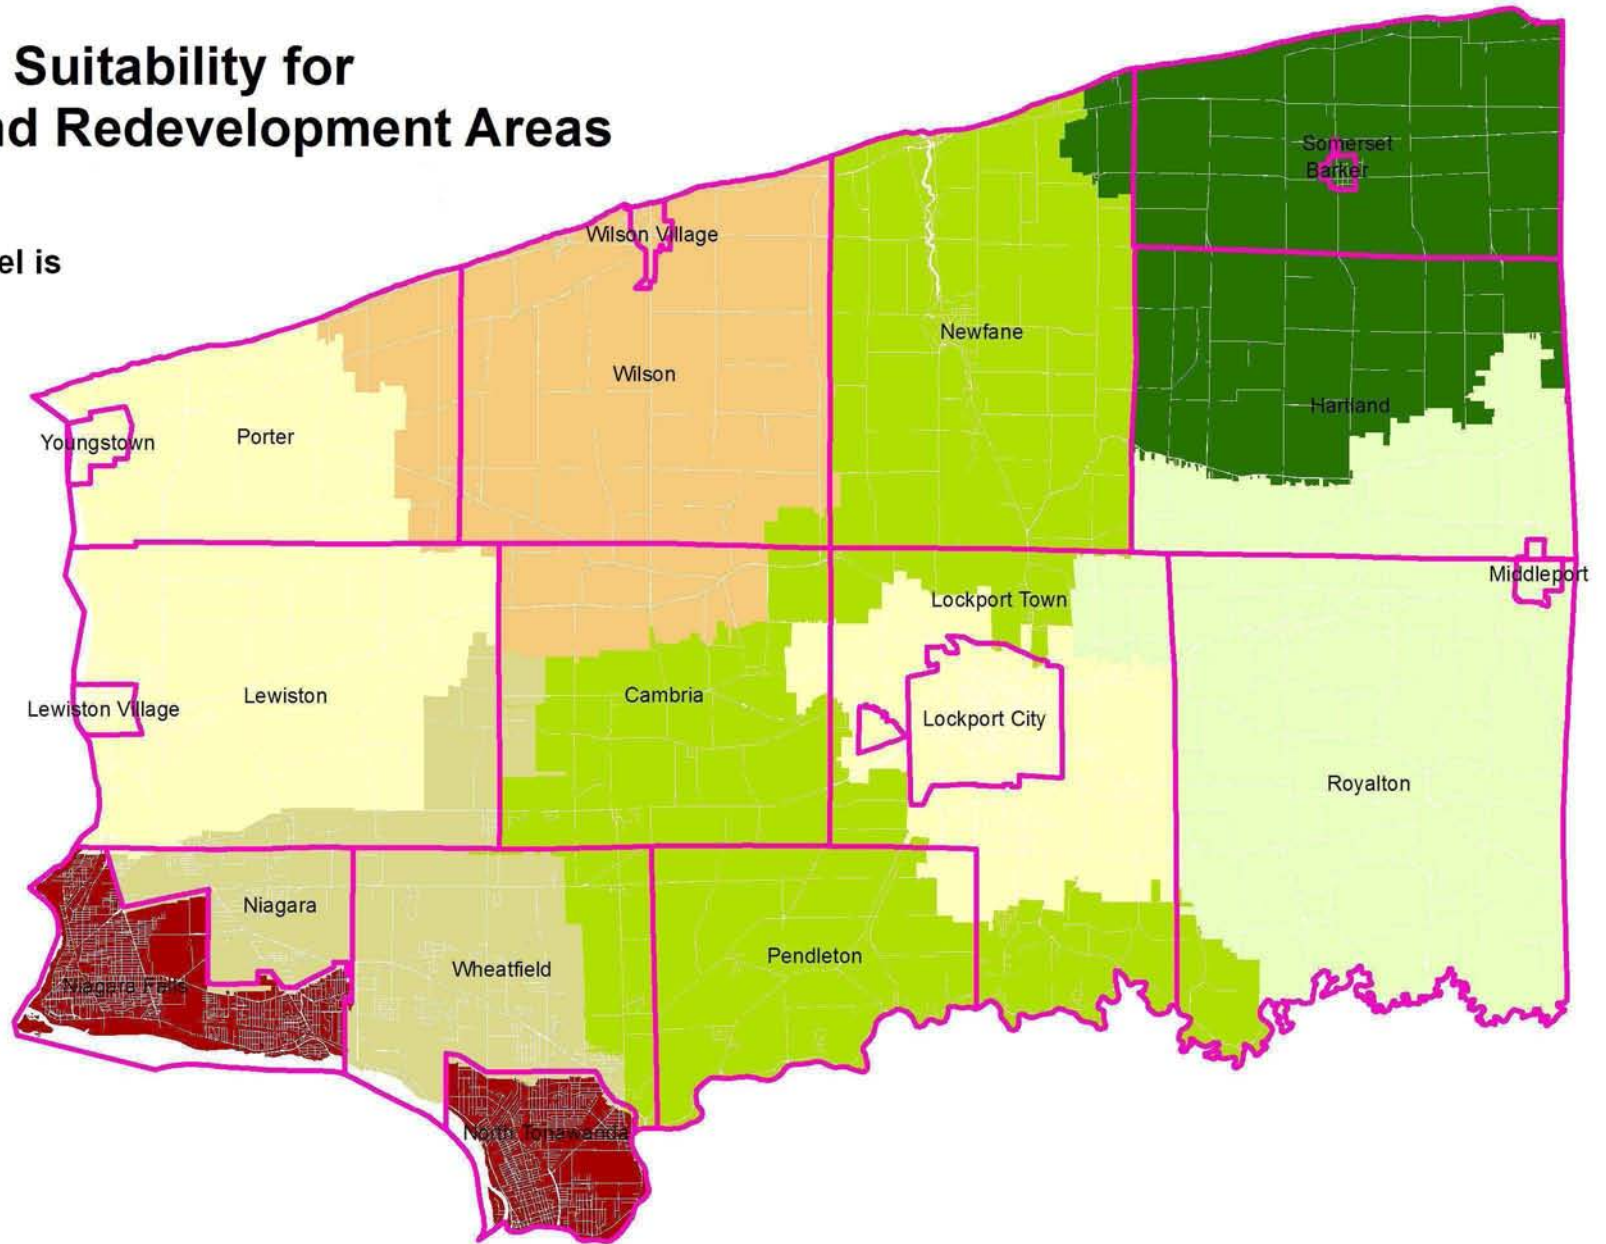 Suitability for
nd Redevelopment Areas
el is
Somerset
Barker
Wilson Village
Newfane
Wilson
Hartland
Youngstown
Porter
Middleport
Lockport Town
Lewiston
Cambria
Lewiston Village
Lockport City
Royalton
Niagara
Pendleton
Wheatfield
Niagara Falls
North Tonawanda